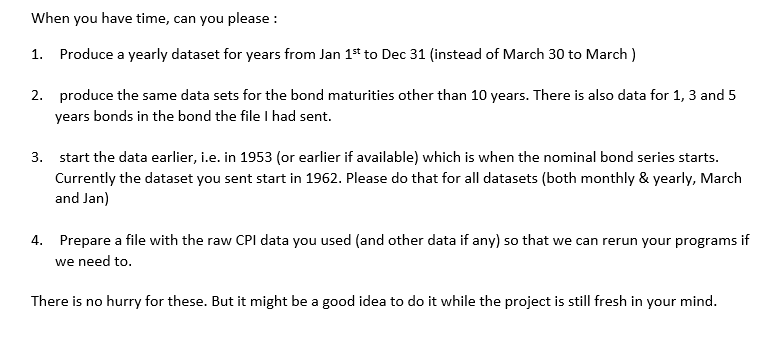 When you have time, can you please :
1. Produce a yearly dataset for years from Jan 1st to Dec 31 (instead of March 30 to March )
2. produce the same data sets for the bond maturities other than 10 years. There is also data for 1, 3 and 5
years bonds in the bond the file I had sent.
3. start the data earlier, i.e. in 1953 (or earlier if available) which is when the nominal bond series starts.
Currently the dataset you sent start in 1962. Please do that for all datasets (both monthly & yearly, March
and Jan)
4. Prepare a file with the raw CPI data you used (and other data if any) so that we can rerun your programs if
we need to.
There is no hurry for these. But it might be a good idea to do it while the project is still fresh in your mind.